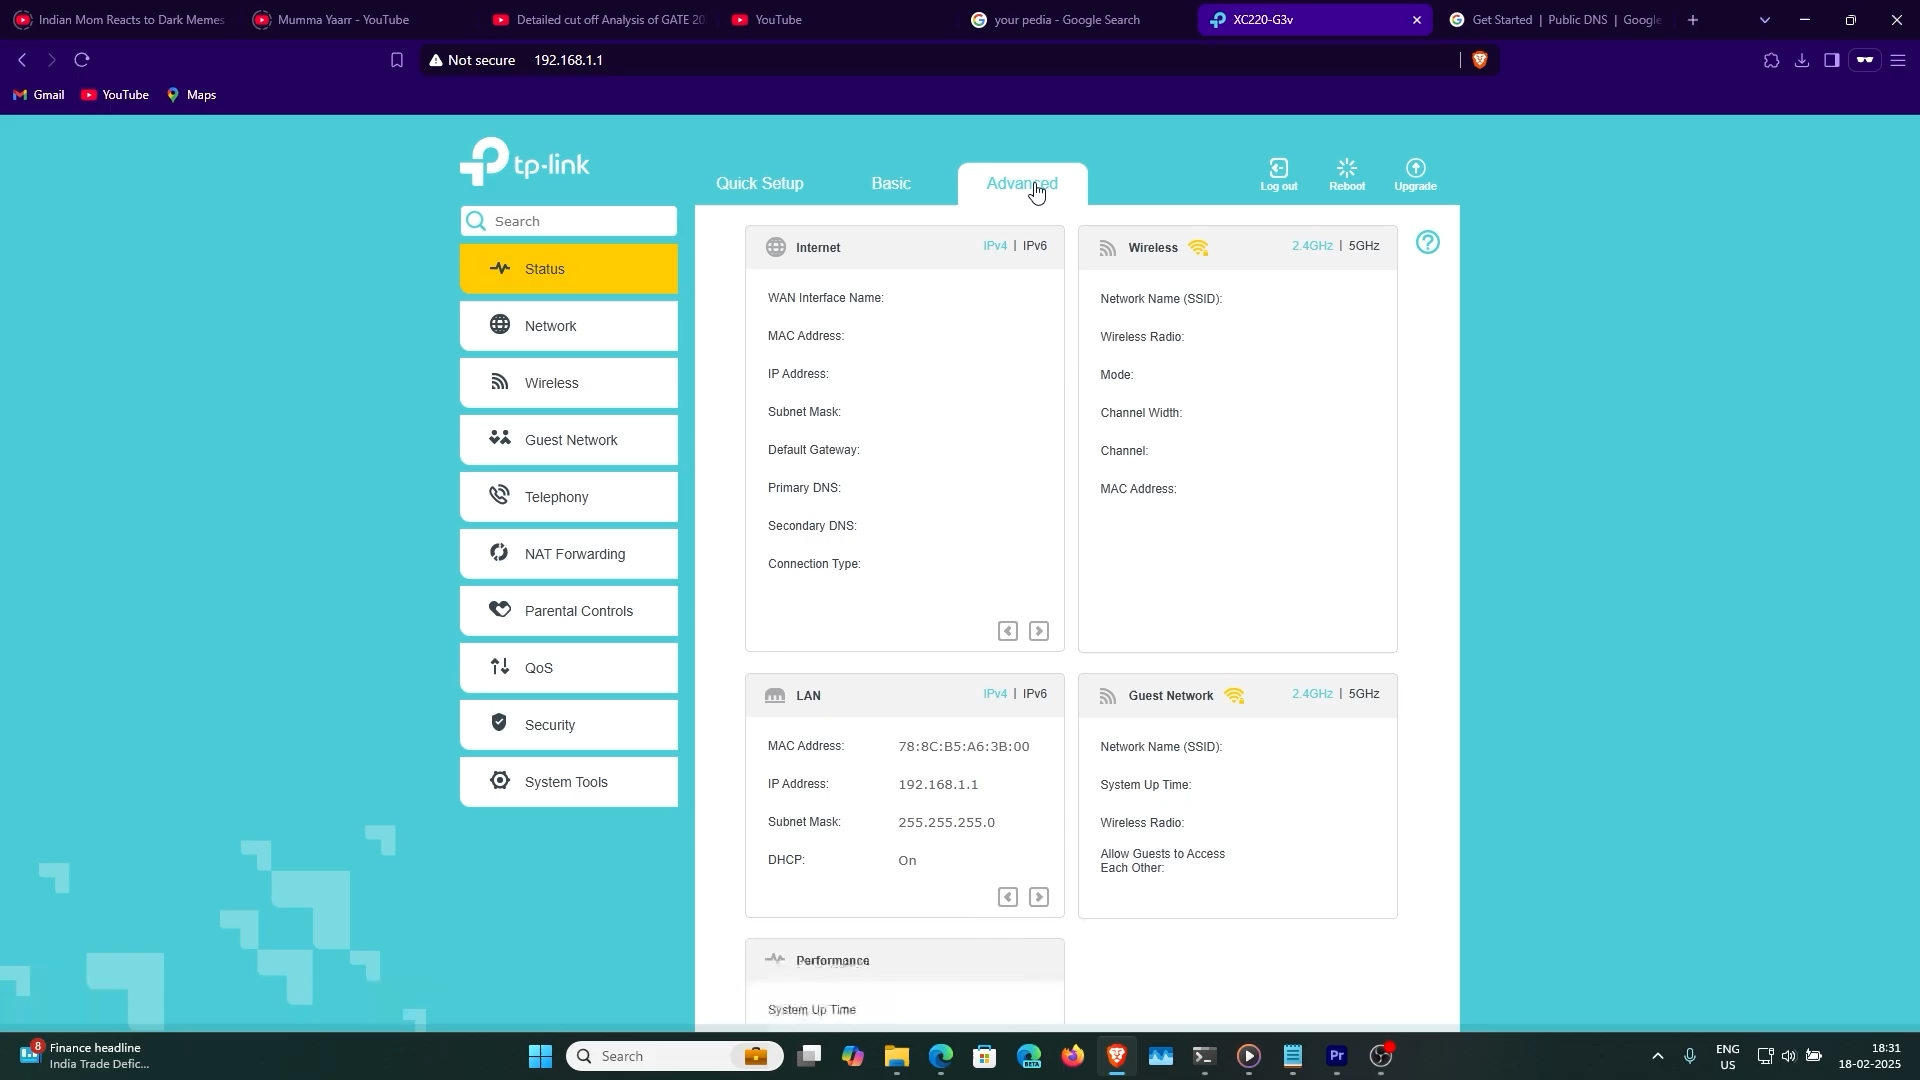 Indian Mom Reacts to Dark Memes
Mumma Yaarr - YouTube
Detailed cut off Analysis of GATE 20
YouTube
your pedia - Google Search
XC220-G3v
Get Started | Public DNS | Google
Not secure 192.168.1.1
Gmail YouTube Maps
tp-link
Quick Setup Basic Advanced
Log out Reboot Upgrade
Search
Status
Network
Wireless
Guest Network
Telephony
NAT Forwarding
Parental Controls
QoS
Security
System Tools
Internet IPv4 | IPv6
WAN Interface Name:
MAC Address:
IP Address:
Subnet Mask:
Default Gateway:
Primary DNS:
Secondary DNS:
Connection Type:
Wireless 2.4GHz | 5GHz
Network Name (SSID):
Wireless Radio:
Mode:
Channel Width:
Channel:
MAC Address:
LAN IPv4 | IPv6
MAC Address: 78:8C:B5:A6:3B:00
IP Address: 192.168.1.1
Subnet Mask: 255.255.255.0
DHCP: On
Guest Network 2.4GHz | 5GHz
Network Name (SSID):
System Up Time:
Wireless Radio:
Allow Guests to Access
Each Other:
Performance
System Up Time
8
Finance headline
India Trade Defic...
Search
BETA
Pr
ENG
US
18:31
18-02-2025